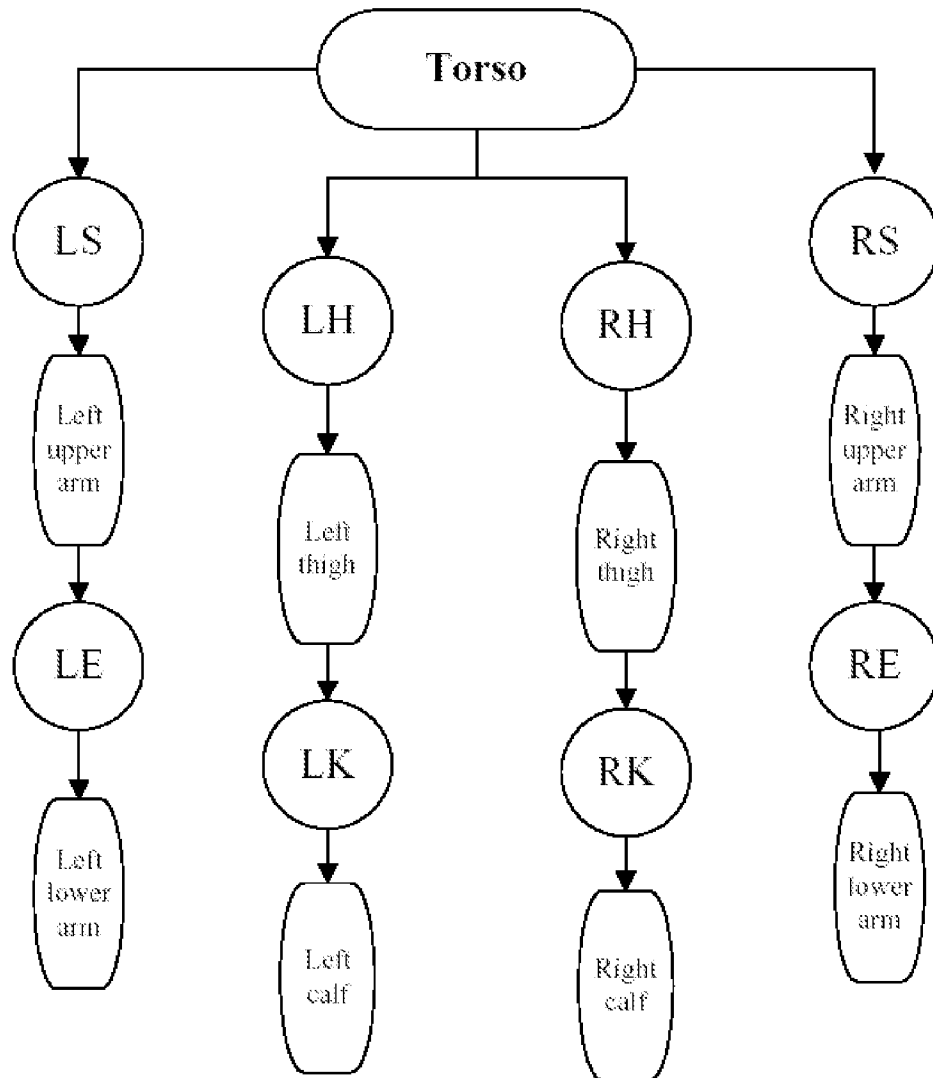 Torso
LS
RS
LH
RH
Left
upper
arm
Right
upper
arm
Left
thigh
Right
thigh
LE
RE
LK
RK
Left
lower
arm
Right
lower
arm
Left
calf
Right
calf